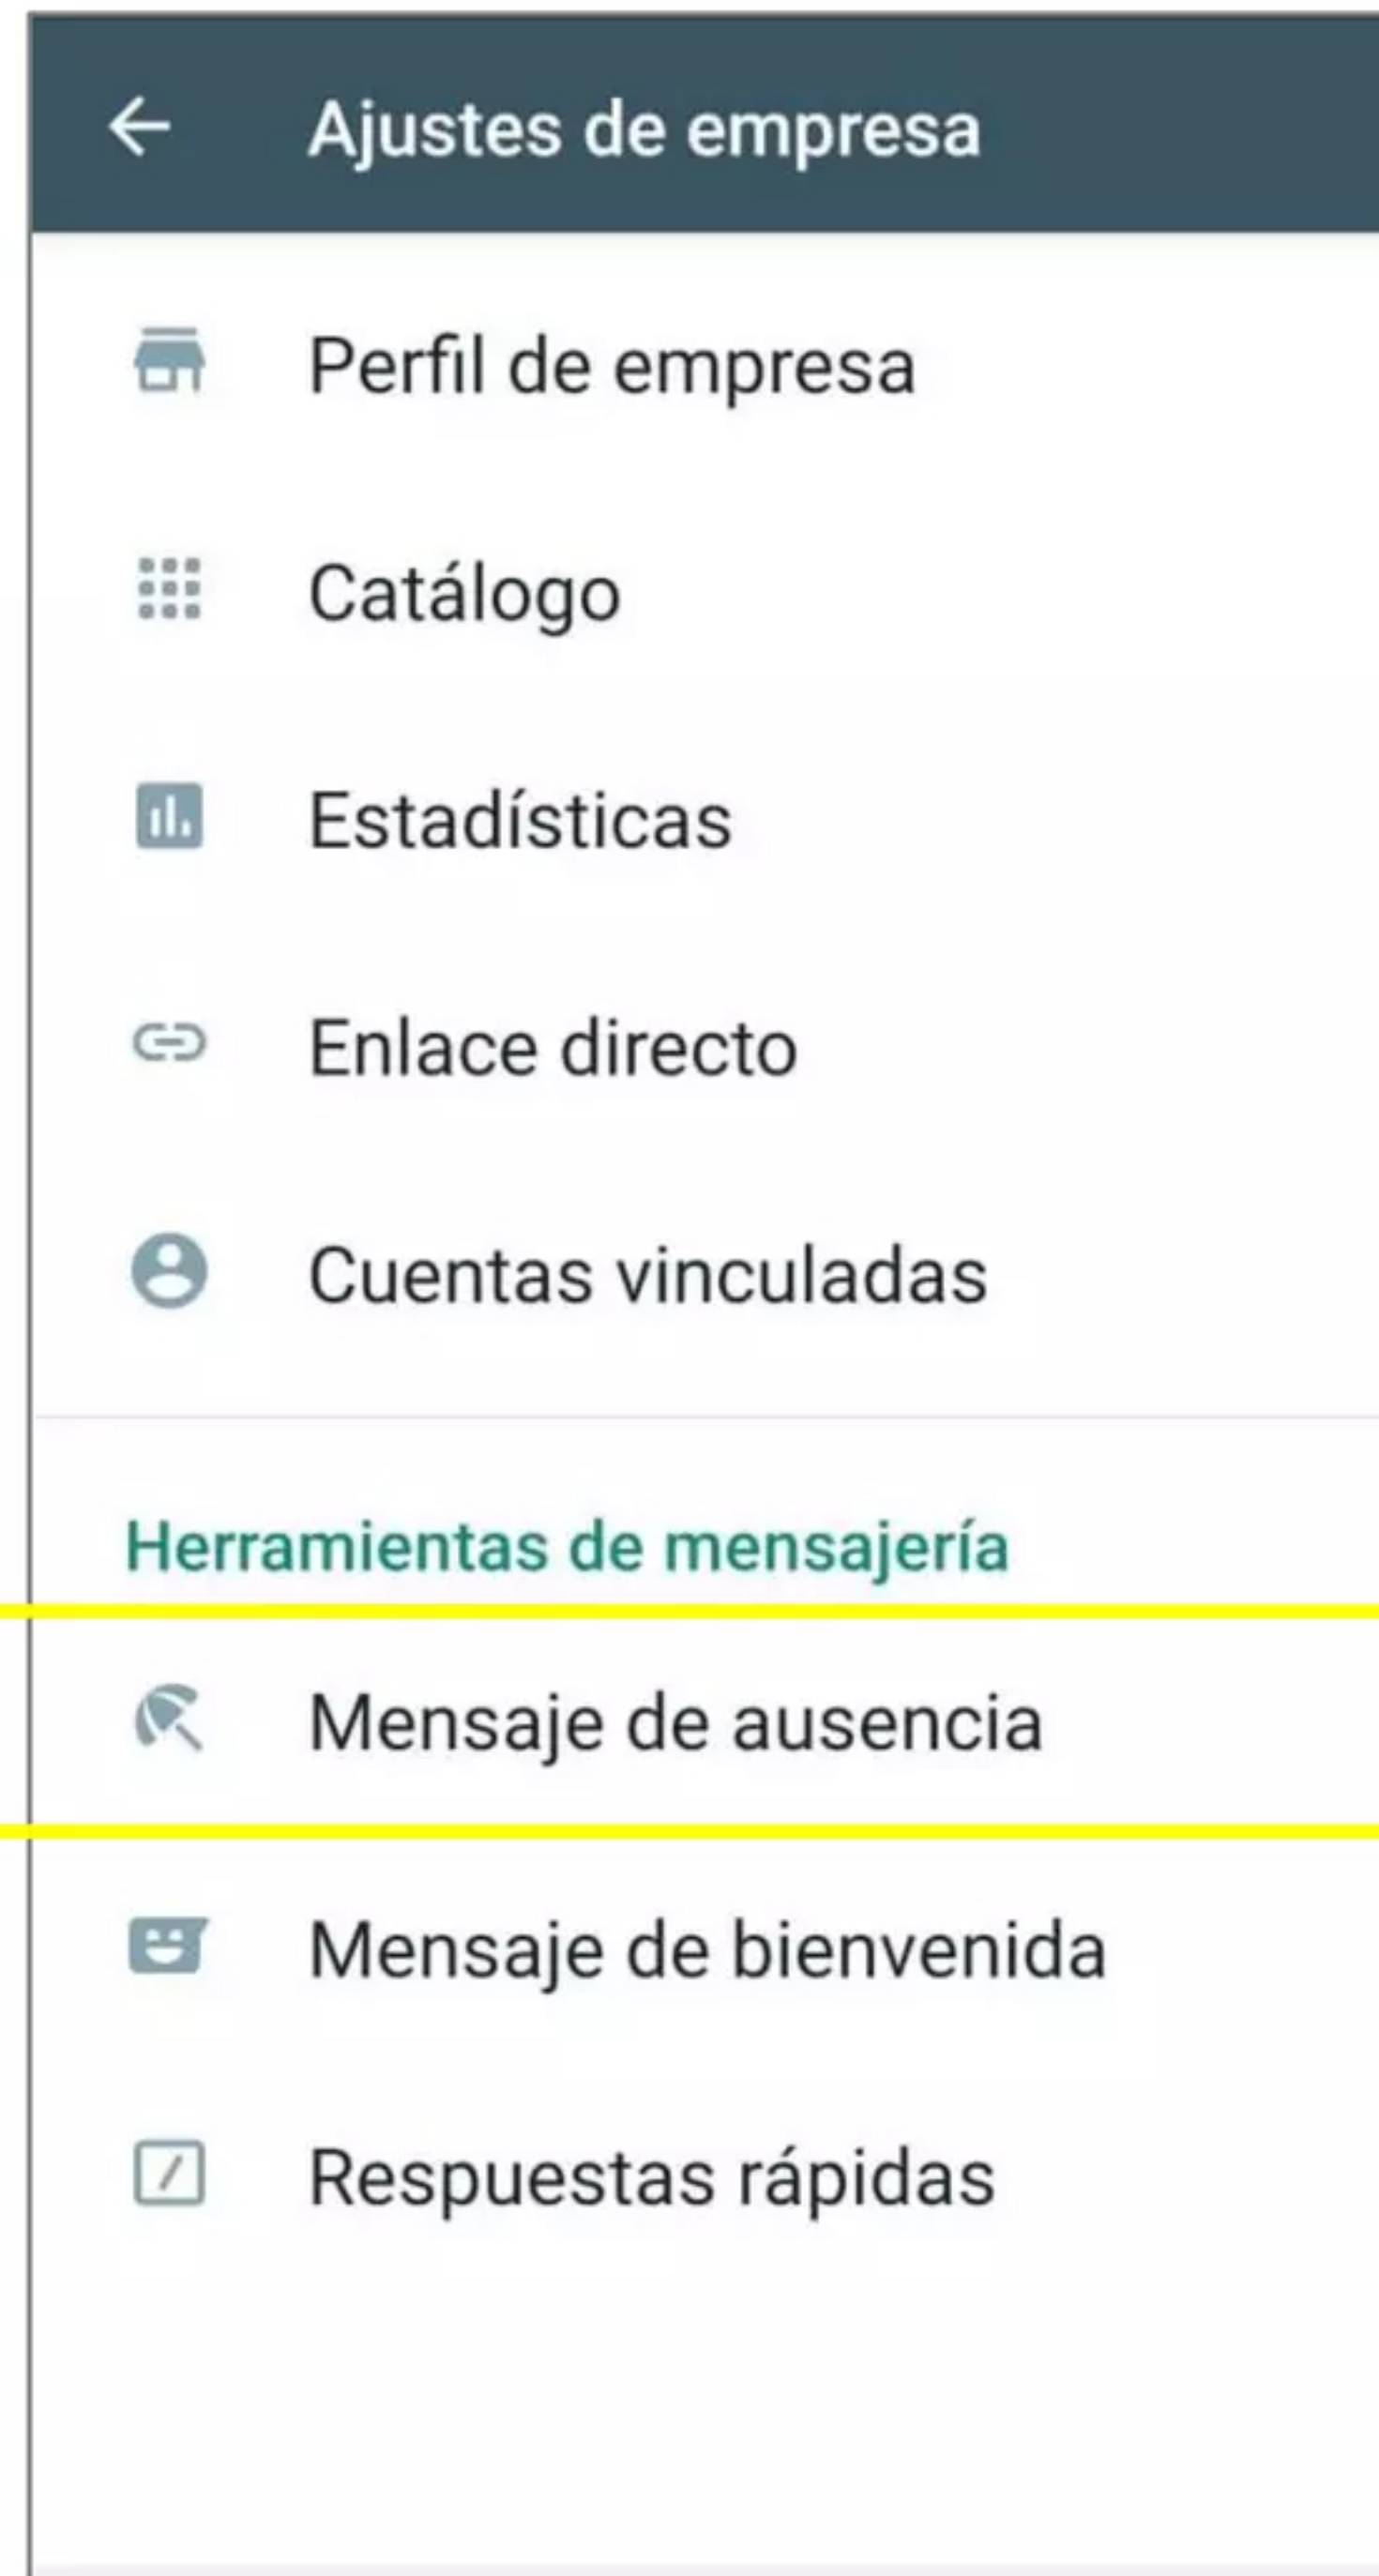 Ajustes de empresa
Perfil de empresa
Catálogo
Estadísticas
Enlace directo
Cuentas vinculadas
Herramientas de mensajería
Mensaje de ausencia
Mensaje de bienvenida
Respuestas rápidas